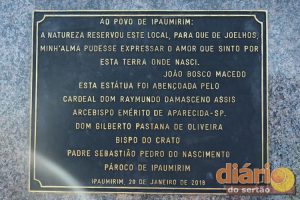 AO POVO DE IPAUMIRIM:
A NATUREZA RESERVOU ESTE LOCAL, PARA QUE DE JOELHOS,
MINH'ALMA PUDESSE EXPRESSAR O AMOR QUE SINTO POR
ESTA TERRA ONDE NASCI.
JOÃO BOSCO MACEDO
ESTA ESTÁTUA FOI ABENÇOADA PELO
CARDEAL DOM RAYMUNDO DAMASCENO ASSIS
ARCEBISPO EMÉRITO DE APARECIDA-SP.
DOM GILBERTO PASTANA DE OLIVEIRA
BISPO DO CRATO
PADRE SEBASTIÃO PEDRO DO NASCIMENTO
PÁROCO DE IPAUMIRIM
IPAUMIRIM, 20 DE JANEIRO DE 2018
diário
do sertão